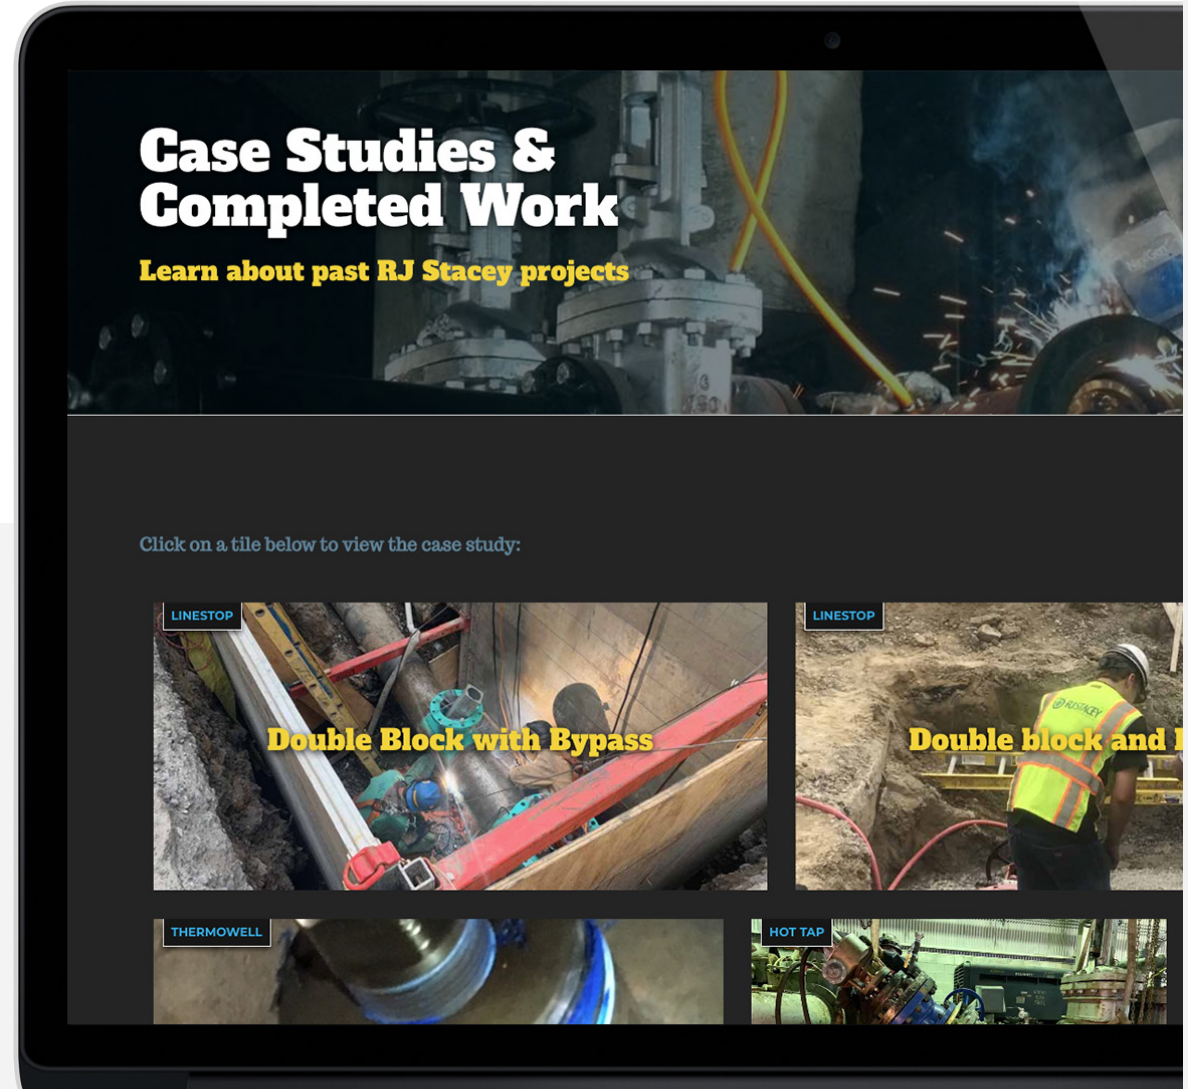 Case Studies &
Completed Work
Learn about past RJ Stacey projects
Click on a tile below to view the case study:
LINESTOP
LINESTOP
RJSTACEY
Double Block with Bypass
Double block and
THERMOWELL
HOT TAP